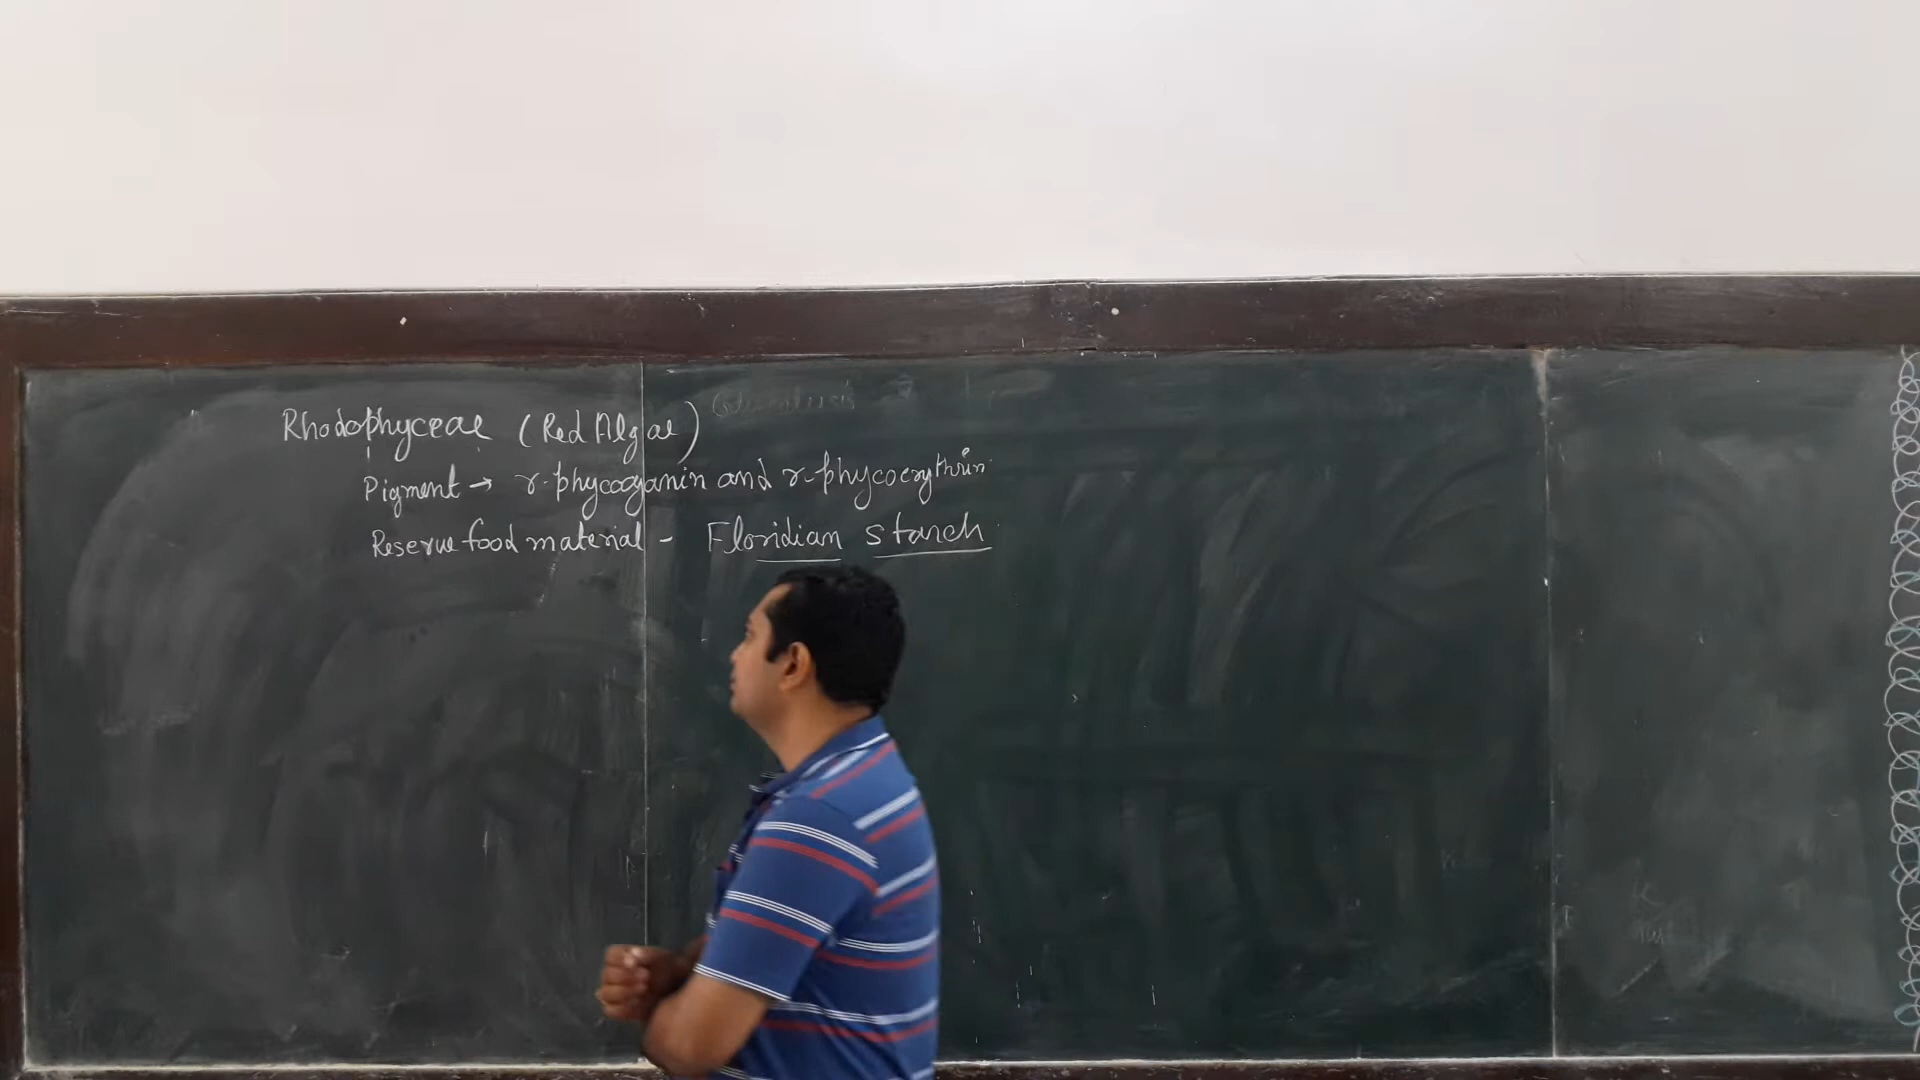 Rhodophyceae (Red Algae)
Pigment → r-phycocyanin and r-phycoerythrin
Reserve food material - Floridian starch